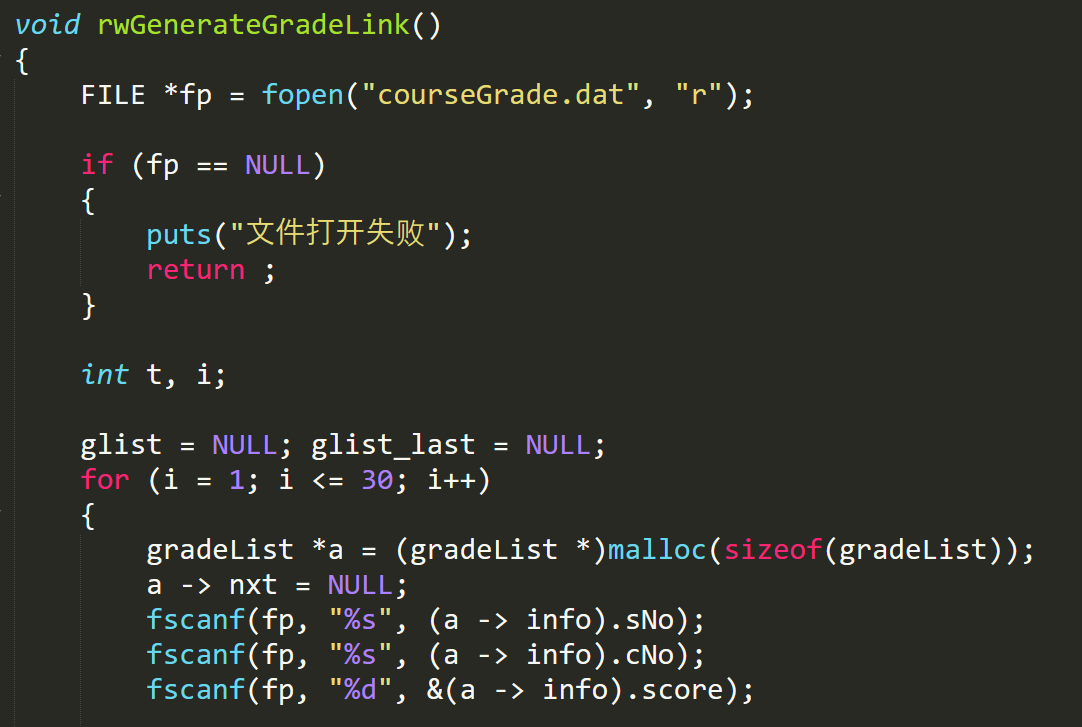 void rwGenerateGradeLink()
{
    FILE *fp = fopen("courseGrade.dat", "r");

    if (fp == NULL)
    {
        puts("文件打开失败");
        return ;
    }

    int t, i;

    glist = NULL; glist_last = NULL;
    for (i = 1; i <= 30; i++)
    {
        gradeList *a = (gradeList *)malloc(sizeof(gradeList));
        a -> nxt = NULL;
        fscanf(fp, "%s", (a -> info).sNo);
        fscanf(fp, "%s", (a -> info).cNo);
        fscanf(fp, "%d", &(a -> info).score);